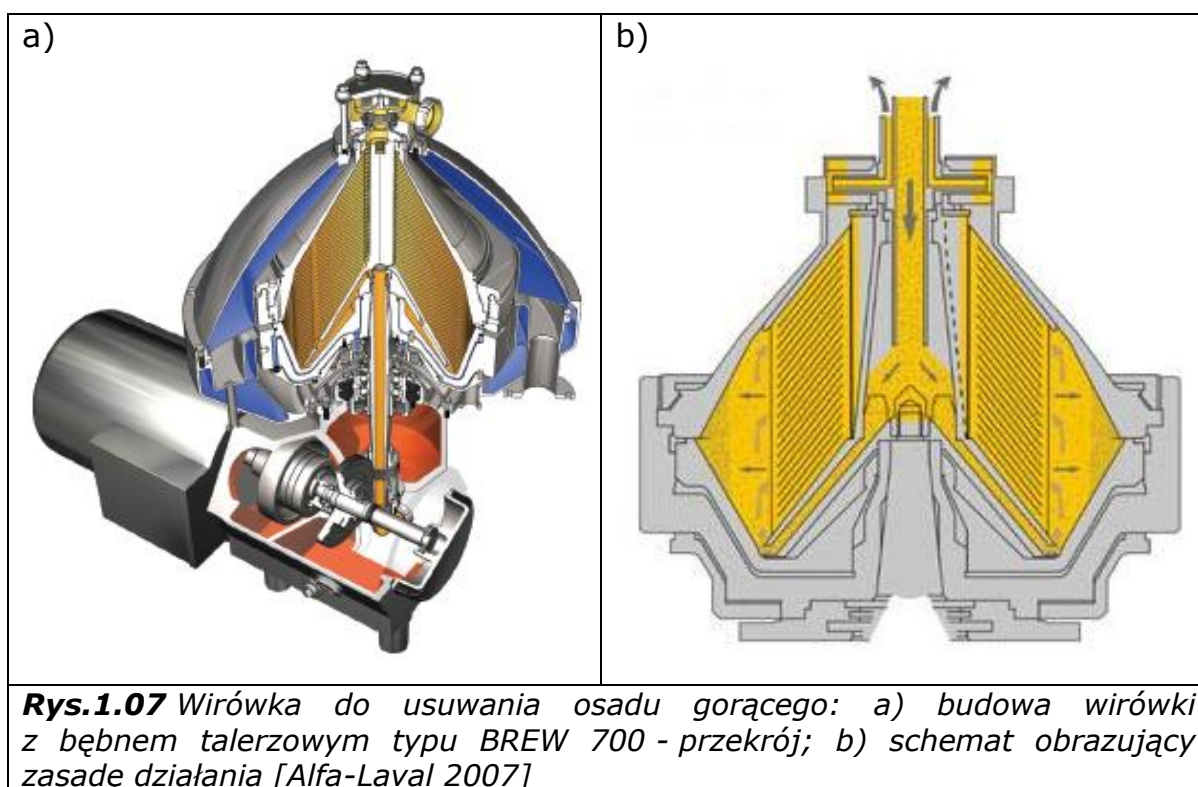 a)
b)
Rys.1.07 Wirówka do usuwania osadu gorącego: a) budowa wirówki
z bębnem talerzowym typu BREW 700 - przekrój; b) schemat obrazujący
zasadę działania [Alfa-Laval 2007]